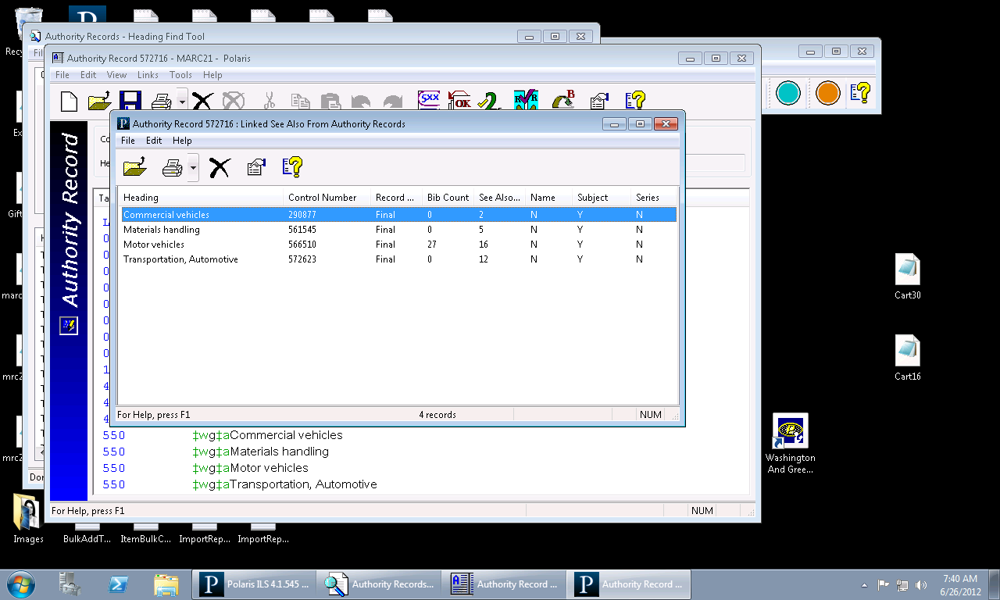 Authority Records - Heading Find Tool
Authority Record 572716 - MARC21 - Polaris
File Edit View Links Tools Help
5XX OK
B
Authority Record 572716 : Linked See Also From Authority Records
File Edit Help
Heading Control Number Record ... Bib Count See Also... Name Subject Series
Commercial vehicles 290877 Final 0 2 N Y N
Materials handling 561545 Final 0 5 N Y N
Motor vehicles 566510 Final 27 16 N Y N
Transportation, Automotive 572623 Final 0 12 N Y N
For Help, press F1 4 records NUM
Authority Record
550 ‡wg‡aCommercial vehicles
550 ‡wg‡aMaterials handling
550 ‡wg‡aMotor vehicles
550 ‡wg‡aTransportation, Automotive
For Help, press F1 NUM
Cart30
Cart16
Washington
And Gree...
Images BulkAddT... ItemBulkC... ImportRep... ImportRep...
P Polaris ILS 4.1.545 ... Authority Records... Authority Record ... P Authority Record ...
7:40 AM
6/26/2012